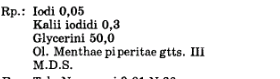 Rp.: Iodi 0,05
Kalii iodidi 0,3
Glycerini 50,0
Ol. Menthae piperitae gtts. III
M.D.S.